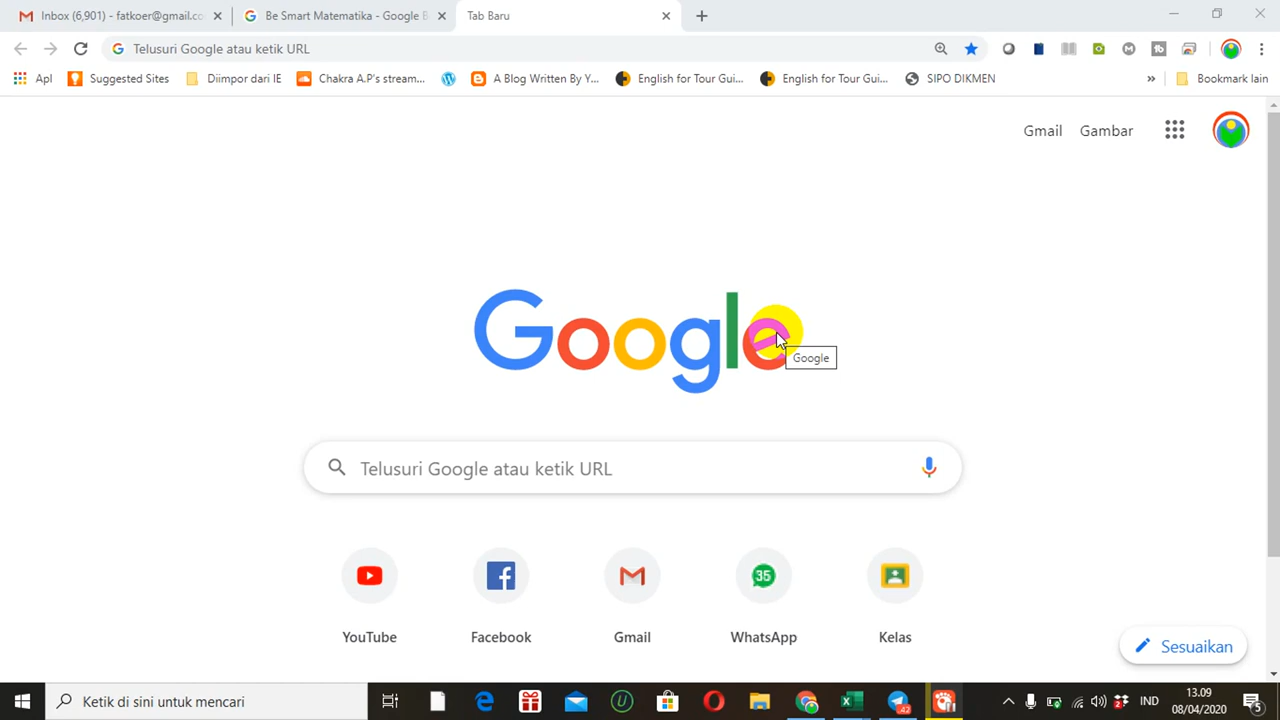 Inbox (6,901) - fatkoer@gmail.co
Be Smart Matematika - Google B
Tab Baru
Telusuri Google atau ketik URL
Apl
Suggested Sites
Diimpor dari IE
Chakra A.P's stream...
A Blog Written By Y...
English for Tour Gui...
English for Tour Gui...
SIPO DIKMEN
»
Bookmark lain
Gmail
Gambar
Google
Google
Telusuri Google atau ketik URL
35
YouTube
Facebook
Gmail
WhatsApp
Kelas
Sesuaikan
Ketik di sini untuk mencari
42
IND
13.09
08/04/2020
5